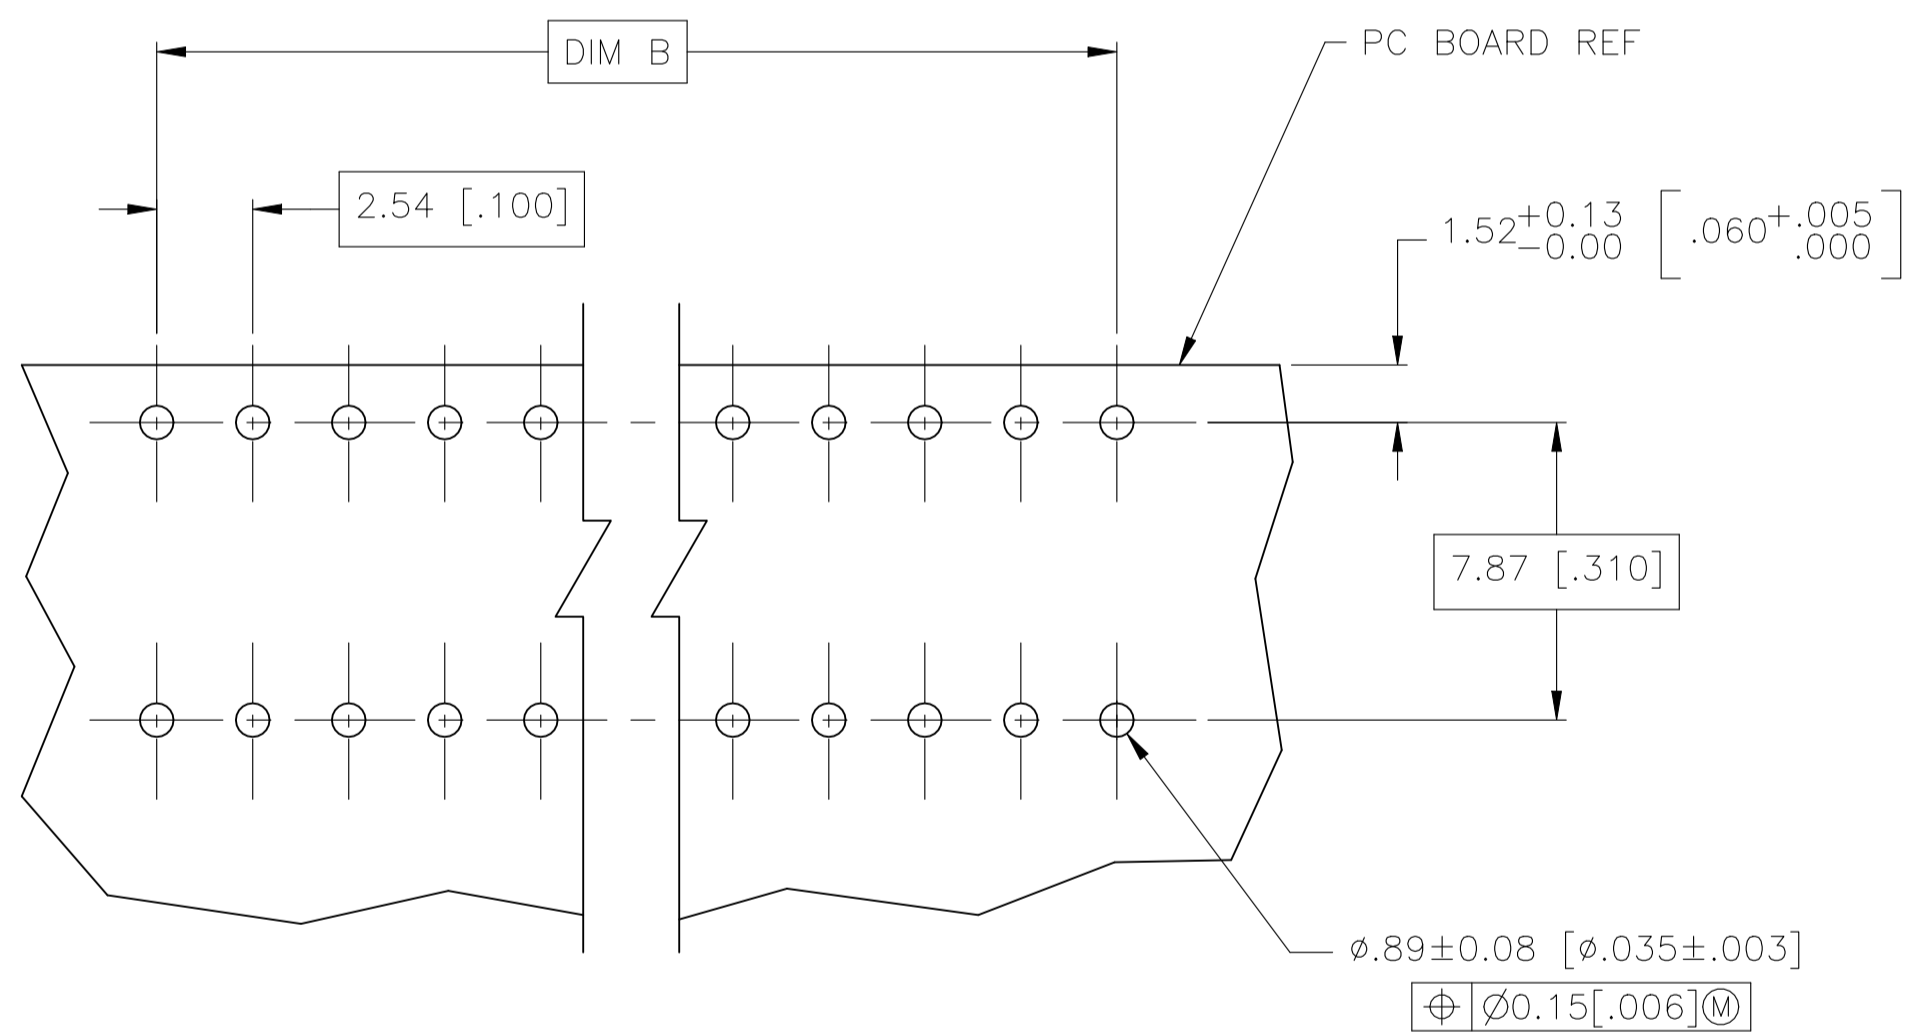 DIM B
PC BOARD REF
2.54 [.100]
1.52+0.13 -0.00 [.060+.005 .000]
7.87 [.310]
⌀.89±0.08 [⌀.035±.003]
⌖ ⌀0.15[.006]Ⓜ